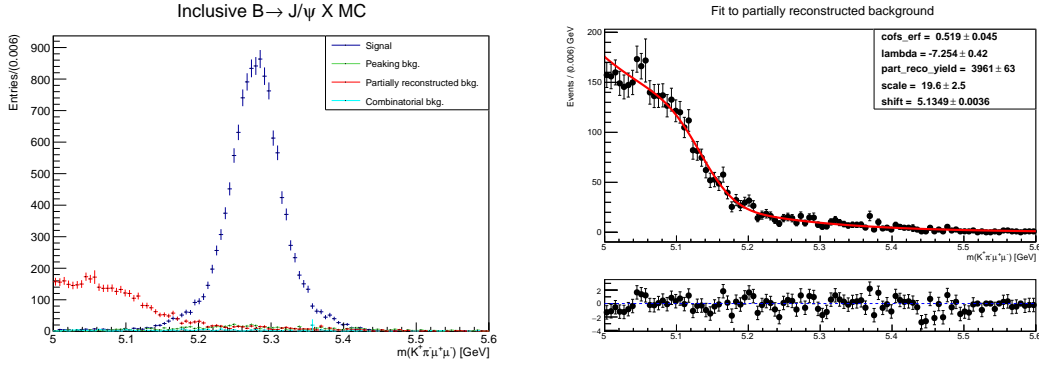 Inclusive B→ J/ψ X MC
Entries/(0.006)
900
800
700
600
500
400
300
200
100
0
Signal
Peaking bkg.
Partially reconstructed bkg.
Combinatorial bkg.
5 5.1 5.2 5.3 5.4 5.5 5.6
m(K⁺π⁻μ⁺μ⁻) [GeV]
Fit to partially reconstructed background
Events / (0.006) GeV
200
150
100
50
0
cofs_erf = 0.519 ± 0.045
lambda = -7.254 ± 0.42
part_reco_yield = 3961 ± 63
scale = 19.6 ± 2.5
shift = 5.1349 ± 0.0036
5 5.1 5.2 5.3 5.4 5.5 5.6
m(K⁺π⁻μ⁺μ⁻) [GeV]
2
0
−2
−4
5 5.1 5.2 5.3 5.4 5.5 5.6